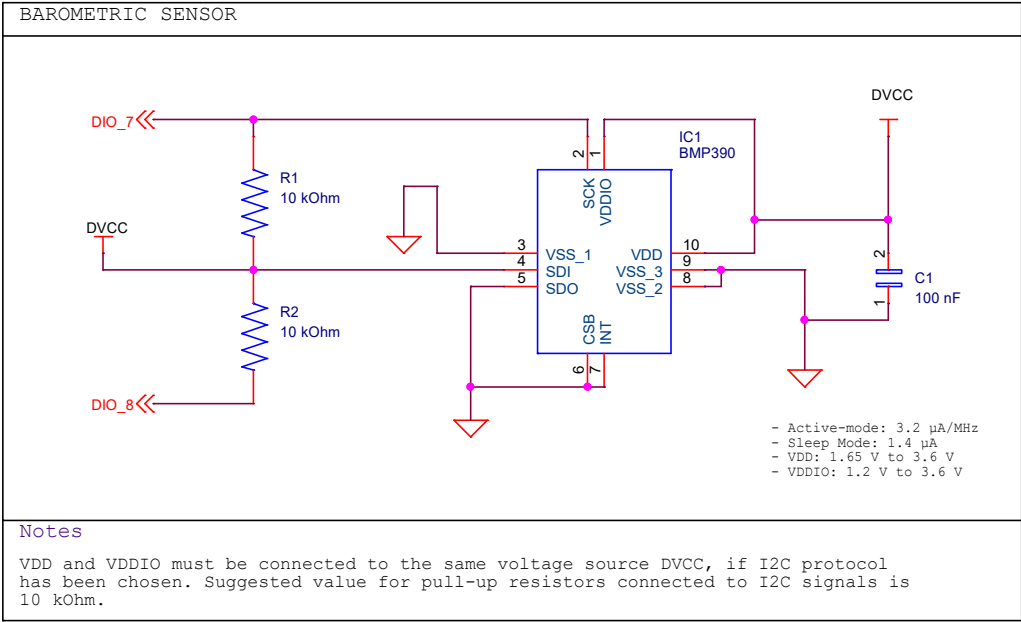 BAROMETRIC SENSOR
DVCC
DIO_7
IC1
BMP390
2
1
SCK
VDDIO
R1
10 kOhm
DVCC
3
VSS_1
4
SDI
5
SDO
VDD
10
VSS_3
9
VSS_2
8
2
C1
1
100 nF
R2
10 kOhm
CSB
INT
6
7
DIO_8
- Active-mode: 3.2 µA/MHz
- Sleep Mode: 1.4 µA
- VDD: 1.65 V to 3.6 V
- VDDIO: 1.2 V to 3.6 V
Notes
VDD and VDDIO must be connected to the same voltage source DVCC, if I2C protocol
has been chosen. Suggested value for pull-up resistors connected to I2C signals is
10 kOhm.